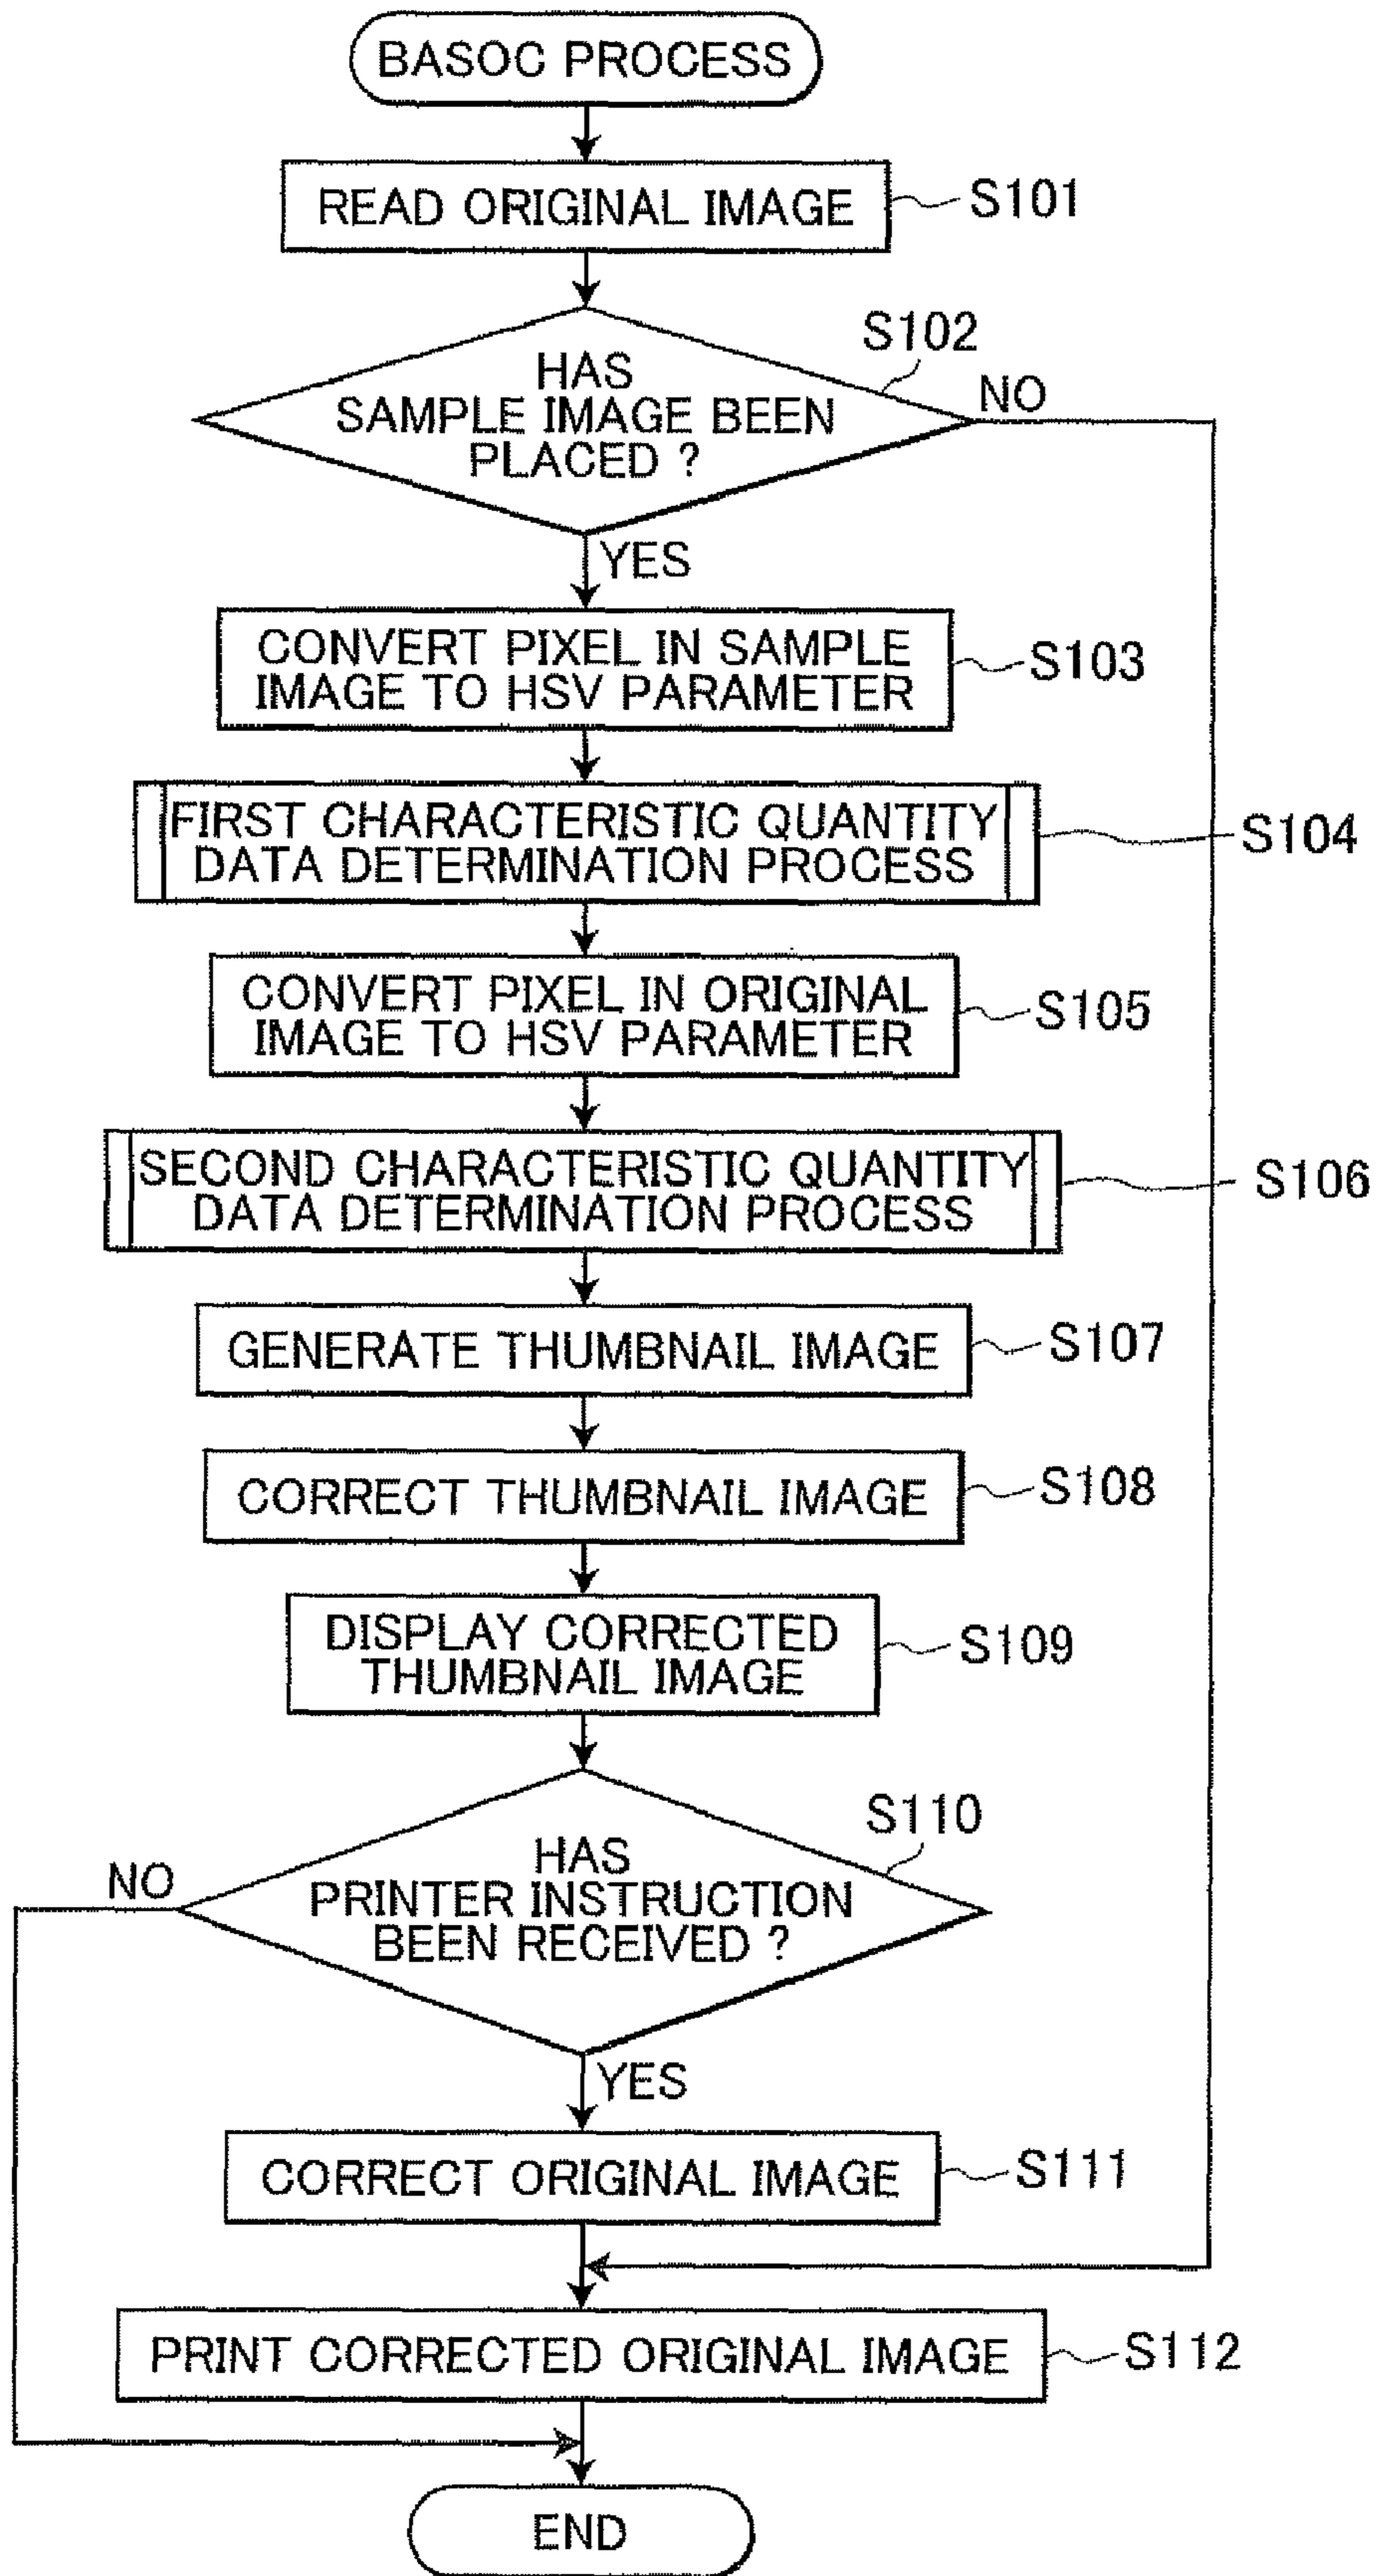 BASOC PROCESS
READ ORIGINAL IMAGE
S101
S102
HAS
SAMPLE IMAGE BEEN
PLACED ?
NO
YES
CONVERT PIXEL IN SAMPLE
IMAGE TO HSV PARAMETER
S103
FIRST CHARACTERISTIC QUANTITY
DATA DETERMINATION PROCESS
S104
CONVERT PIXEL IN ORIGINAL
IMAGE TO HSV PARAMETER
S105
SECOND CHARACTERISTIC QUANTITY
DATA DETERMINATION PROCESS
S106
GENERATE THUMBNAIL IMAGE
S107
CORRECT THUMBNAIL IMAGE
S108
DISPLAY CORRECTED
THUMBNAIL IMAGE
S109
S110
NO
HAS
PRINTER INSTRUCTION
BEEN RECEIVED ?
YES
CORRECT ORIGINAL IMAGE
S111
PRINT CORRECTED ORIGINAL IMAGE
S112
END